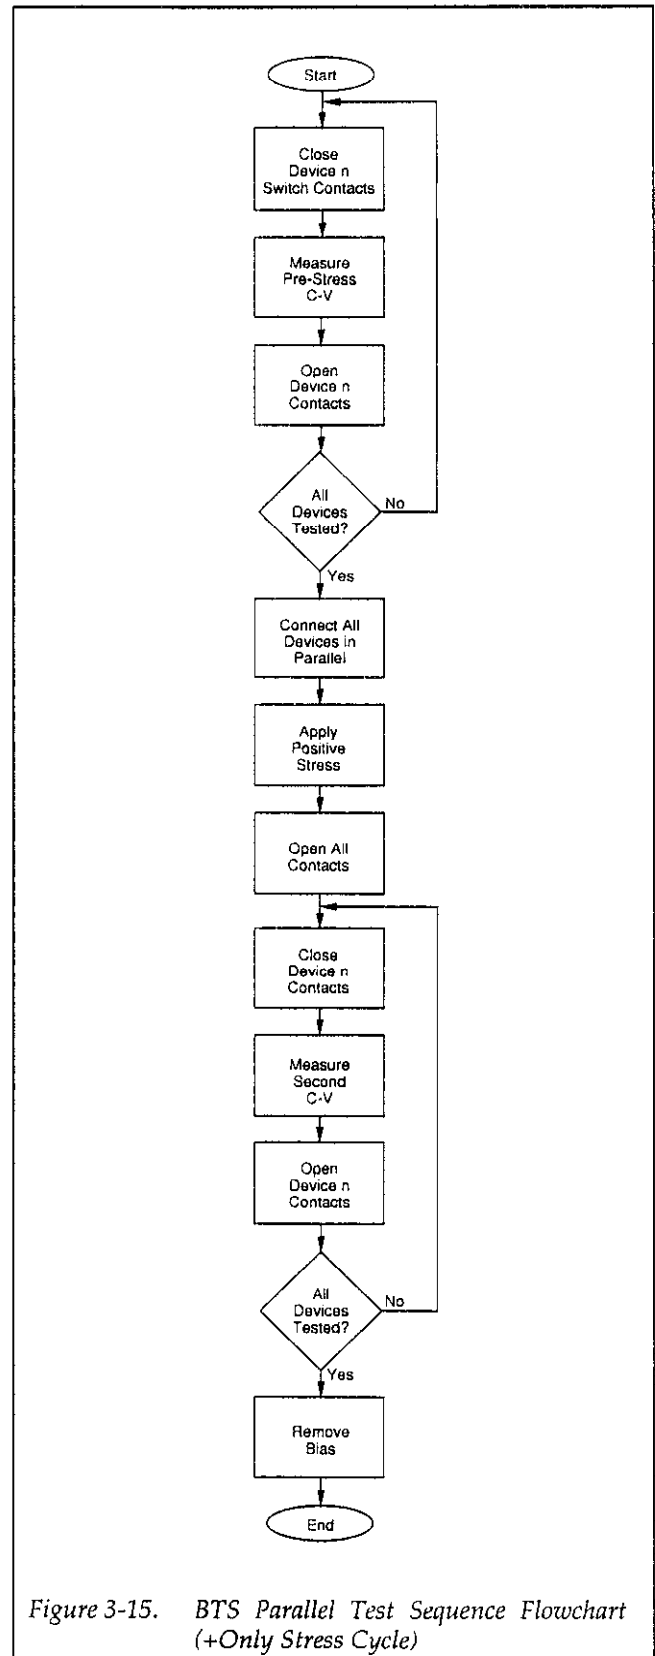 Start
Close
Device n
Switch Contacts
Measure
Pre-Stress
C-V
Open
Device n
Contacts
All
Devices
Tested?
No
Yes
Connect All
Devices in
Parallel
Apply
Positive
Stress
Open All
Contacts
Close
Device n
Contacts
Measure
Second
C-V
Open
Device n
Contacts
All
Devices
Tested?
No
Yes
Remove
Bias
End
Figure 3-15. BTS Parallel Test Sequence Flowchart
(+Only Stress Cycle)